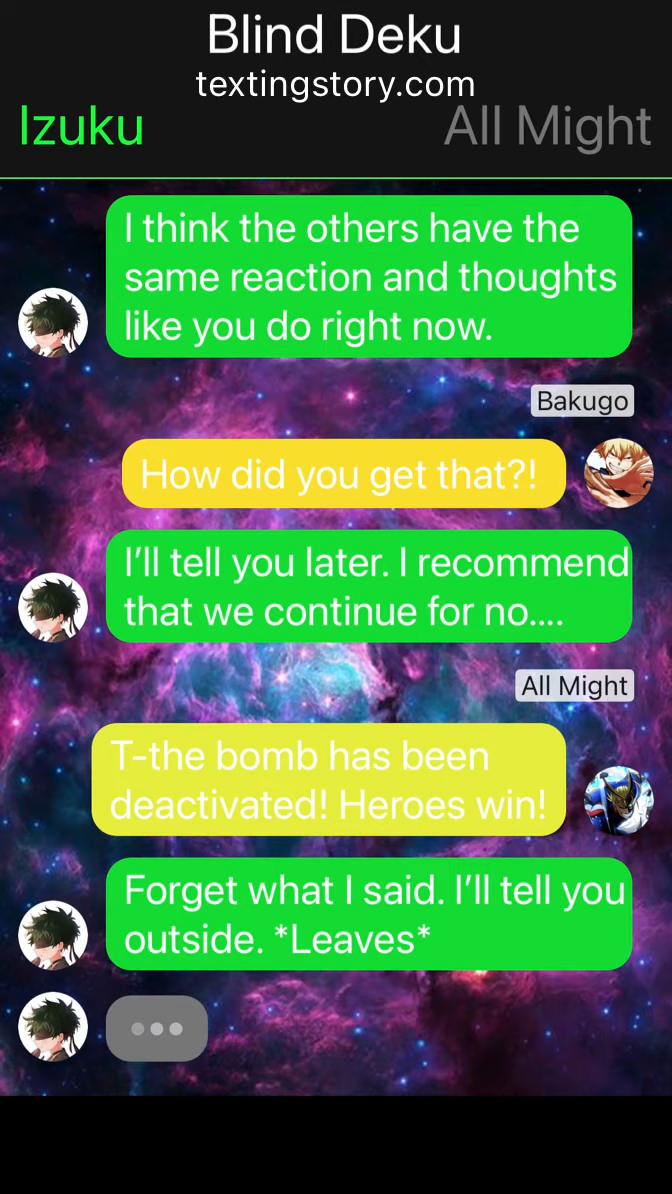 Blind Deku
textingstory.com
Izuku
All Might
I think the others have the
same reaction and thoughts
like you do right now.
Bakugo
How did you get that?!
I’ll tell you later. I recommend
that we continue for no....
All Might
T-the bomb has been
deactivated! Heroes win!
Forget what I said. I’ll tell you
outside. *Leaves*